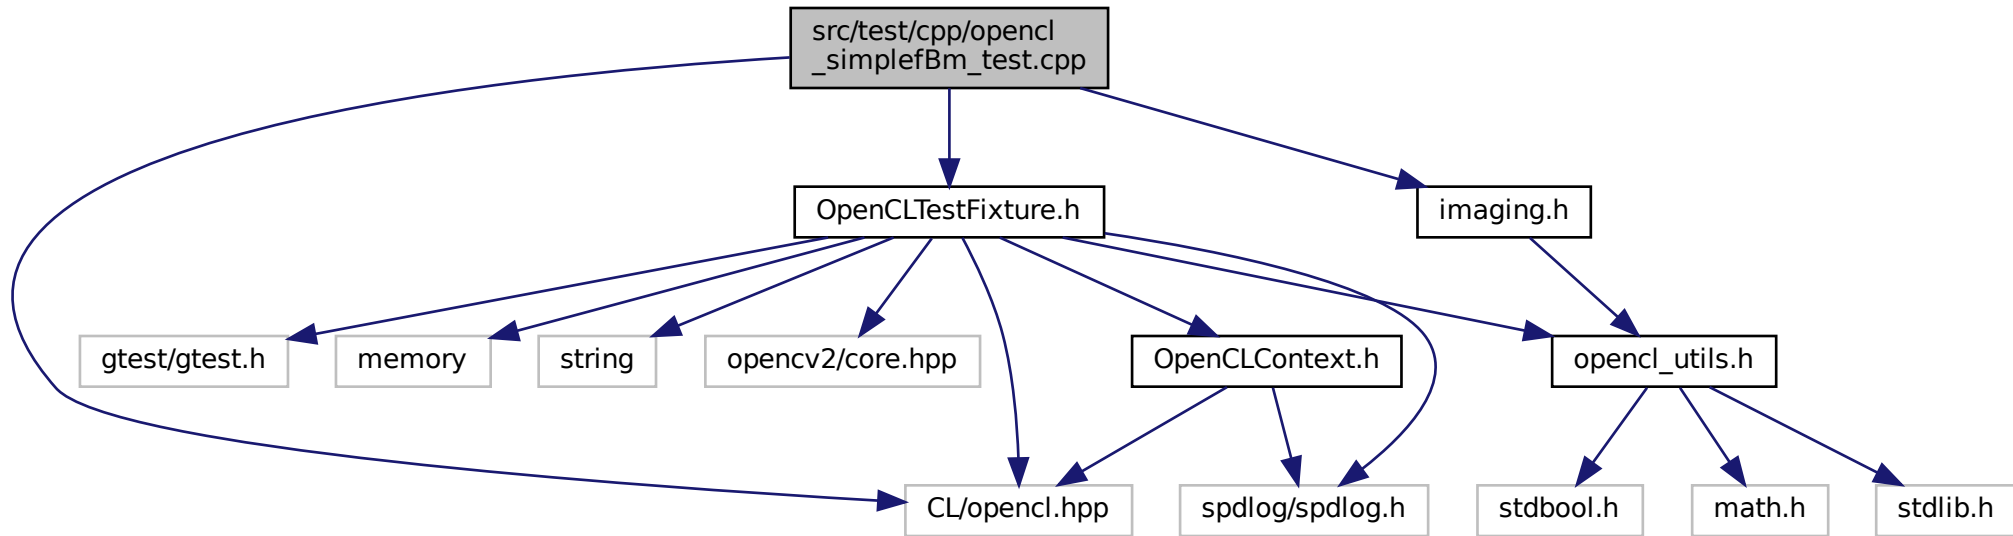 src/test/cpp/opencl
_simplefBm_test.cpp
OpenCLTestFixture.h
imaging.h
gtest/gtest.h
memory
string
opencv2/core.hpp
OpenCLContext.h
opencl_utils.h
CL/opencl.hpp
spdlog/spdlog.h
stdbool.h
math.h
stdlib.h